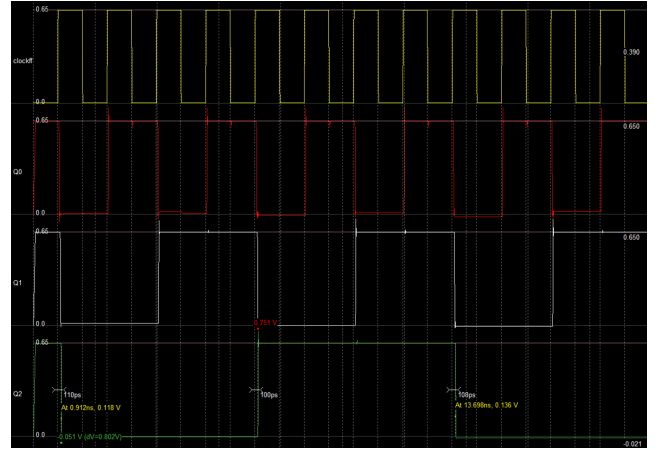 0.65
clockff
0.390
0.0
0.65
0.650
Q0
0.0
0.65
0.650
Q1
0.0
0.781 V
0.65
110ps
100ps
108ps
Q2
At 0.912ns, 0.118 V
At 13.698ns, 0.136 V
0.0
-0.051 V (dV=0.802V)
-0.021